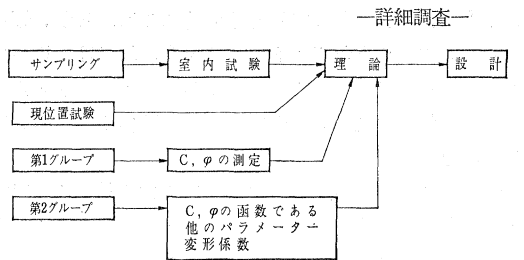 ―詳細調査―
サンプリング
室内試験
理論
設計
現位置試験
第1グループ
C, φの測定
第2グループ
C, φの函数である
他のパラメーター
変形係数